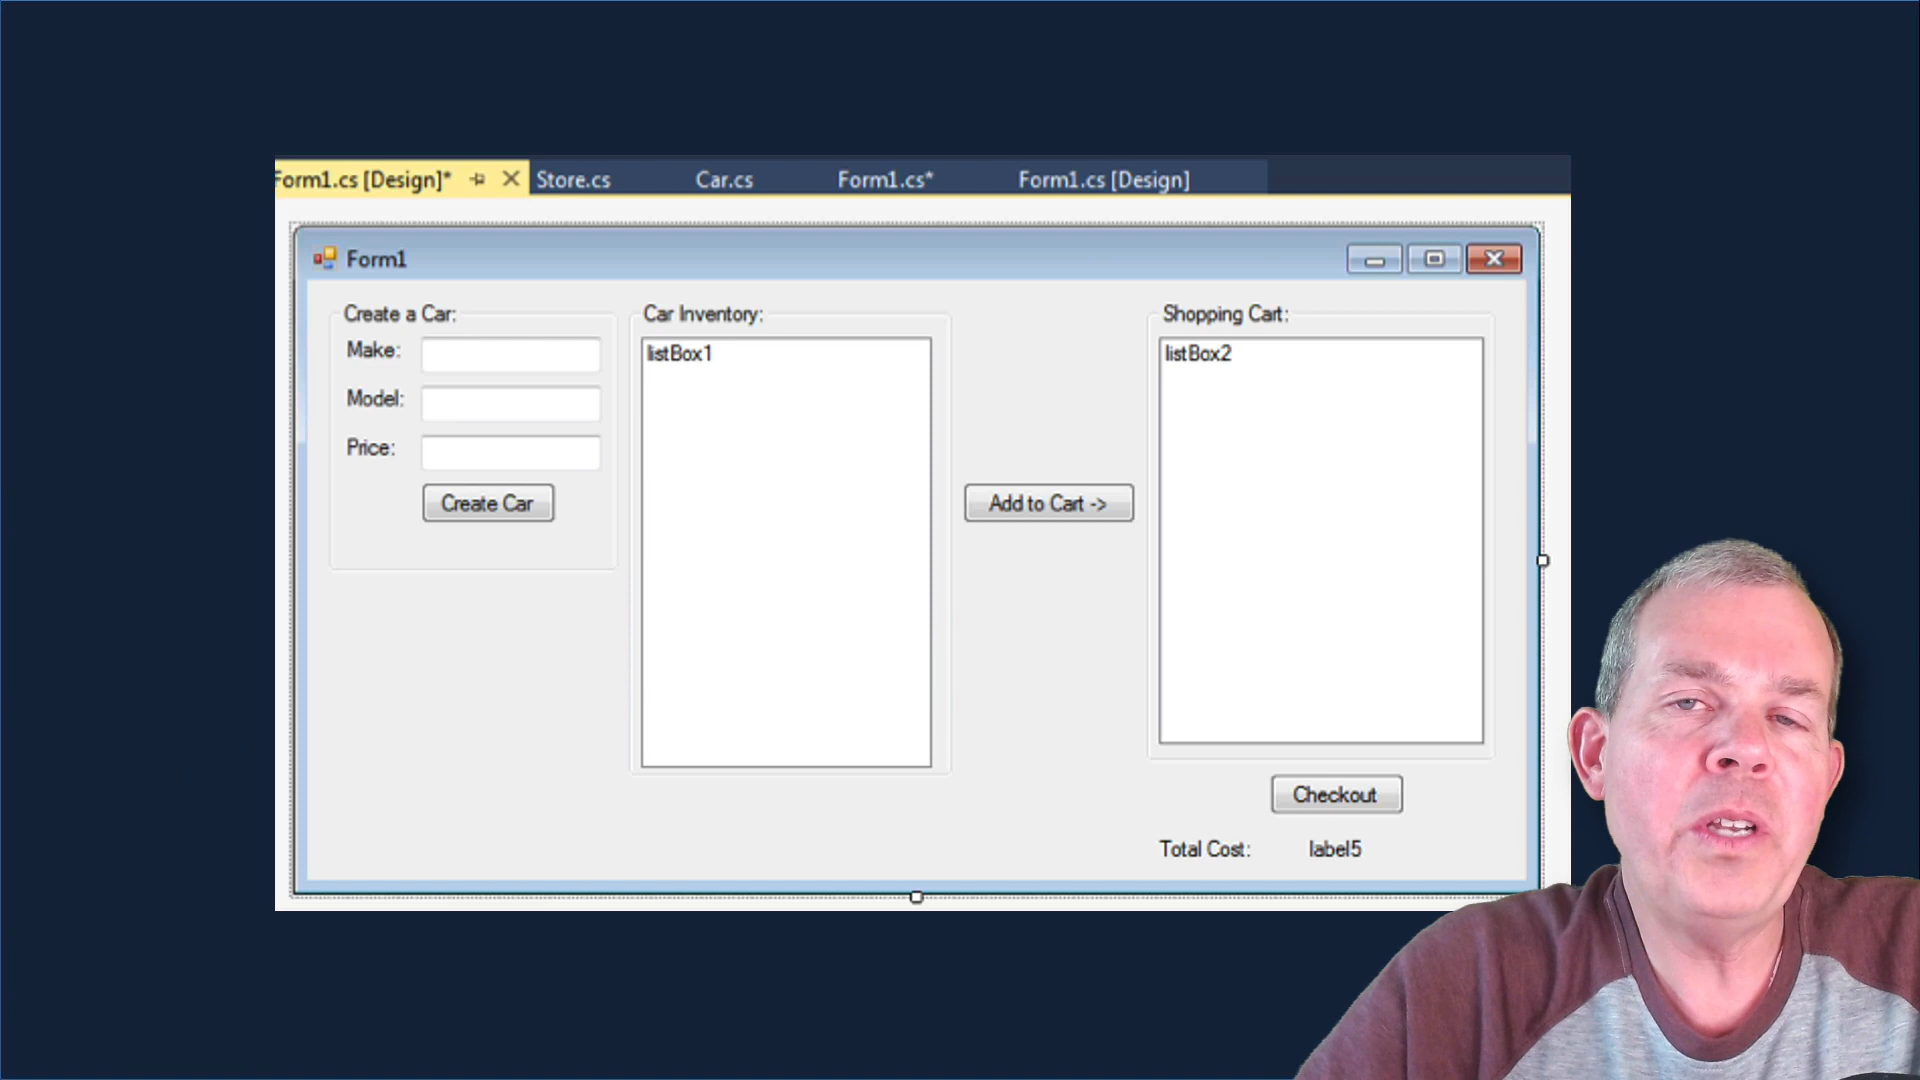 Form1.cs [Design]*
Store.cs
Car.cs
Form1.cs*
Form1.cs [Design]
Form1
Create a Car:
Make:
Model:
Price:
Create Car
Car Inventory:
listBox1
Add to Cart ->
Shopping Cart:
listBox2
Checkout
Total Cost:
label5